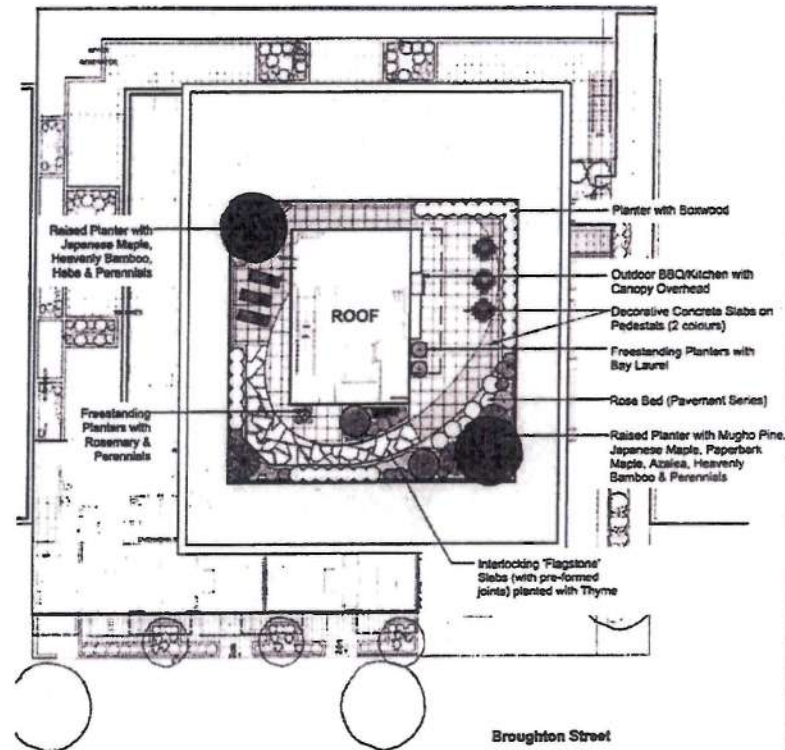 Raised Planter with
Japanese Maple,
Heavenly Bamboo,
Hebe & Perennials
ROOF
Freestanding
Planters with
Rosemary &
Perennials
Planter with Boxwood
Outdoor BBQ/Kitchen with
Canopy Overhead
Decorative Concrete Slabs on
Pedestals (2 colours)
Freestanding Planters with
Bay Laurel
Rose Bed (Pavement Series)
Raised Planter with Mugho Pine,
Japanese Maple, Paperbark
Maple, Azalea, Heavenly
Bamboo & Perennials
Interlocking "Flagstone"
Slabs (with pre-formed
joints) planted with Thyme
Broughton Street